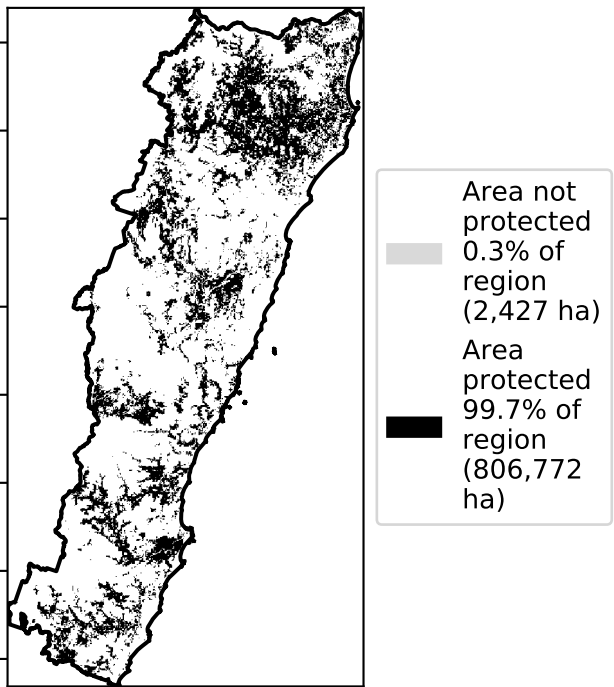 Area not
protected
0.3% of
region
(2,427 ha)
Area
protected
99.7% of
region
(806,772
ha)